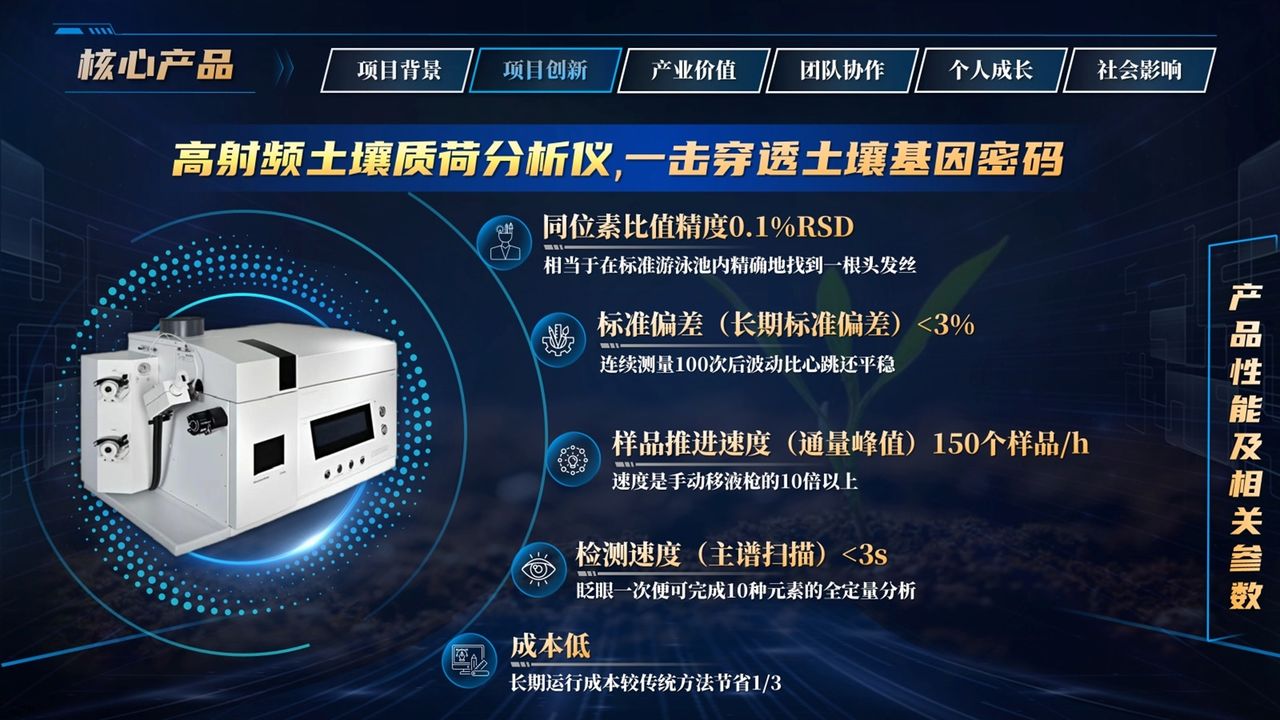 核心产品
项目背景
项目创新
产业价值
团队协作
个人成长
社会影响
高射频土壤质荷分析仪,一击穿透土壤基因密码
同位素比值精度0.1%RSD
相当于在标准游泳池内精确地找到一根头发丝
标准偏差（长期标准偏差）<3%
连续测量100次后波动比心跳还平稳
样品推进速度（通量峰值）150个样品/h
速度是手动移液枪的10倍以上
检测速度（主谱扫描）<3s
眨眼一次便可完成10种元素的全定量分析
成本低
长期运行成本较传统方法节省1/3
产品性能及相关参数